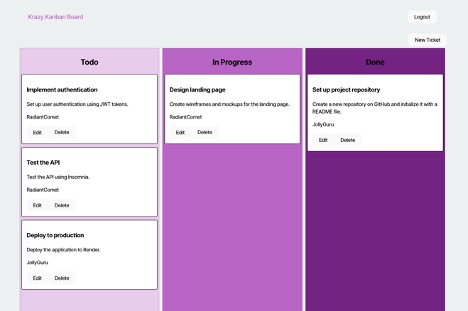 Krazy Kanban Board
Logout
New Ticket
Todo
Implement authentication
Set up user authentication using JWT tokens.
RadiantComet
Edit Delete
Test the API
Test the API using Insomnia.
RadiantComet
Edit Delete
Deploy to production
Deploy the application to Render.
JollyGuru
Edit Delete
In Progress
Design landing page
Create wireframes and mockups for the landing page.
RadiantComet
Edit Delete
Done
Set up project repository
Create a new repository on GitHub and initialize it with a
README file.
JollyGuru
Edit Delete